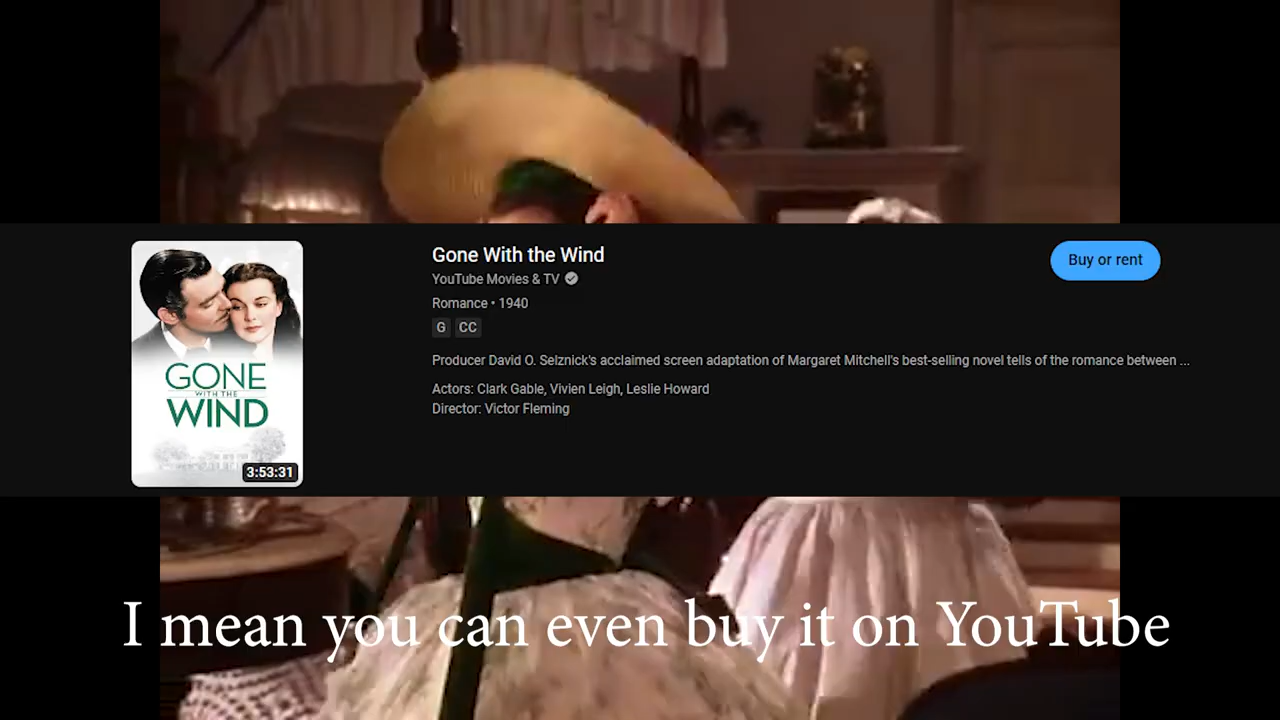 Gone With the Wind
Buy or rent
YouTube Movies & TV
Romance • 1940
G CC
Producer David O. Selznick's acclaimed screen adaptation of Margaret Mitchell's best-selling novel tells of the romance between ...
Actors: Clark Gable, Vivien Leigh, Leslie Howard
Director: Victor Fleming
GONE
WITH THE
WIND
3:53:31
I mean you can even buy it on YouTube